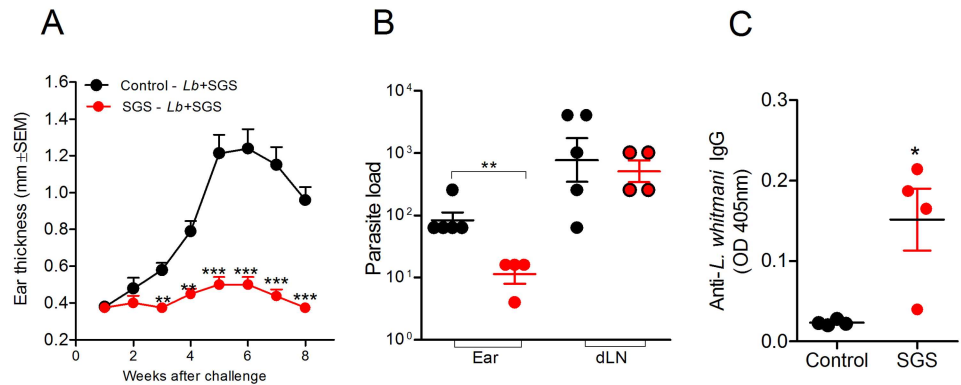 A
Ear thickness (mm ±SEM)
1.6
1.4
1.2
1.0
0.8
0.6
0.4
0.2
Control - Lb+SGS
SGS - Lb+SGS
**
**
***
***
***
***
0
2
4
6
8
Weeks after challenge
B
Parasite load
10⁴
10³
10²
10¹
10⁰
**
Ear
dLN
C
Anti-L. whitmani IgG
(OD 405nm)
0.3
0.2
0.1
0.0
*
Control
SGS